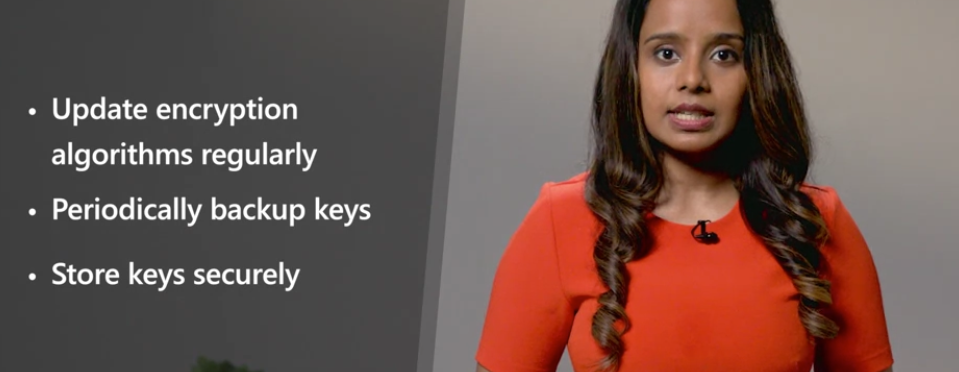 • Update encryption
algorithms regularly
• Periodically backup keys
• Store keys securely